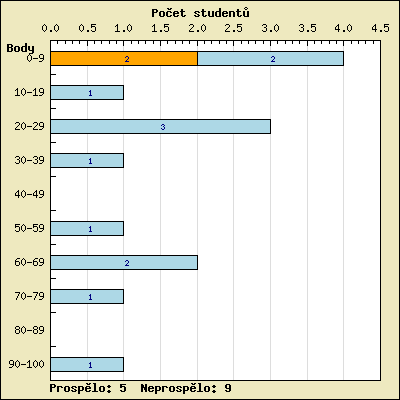 Počet studentů
0.0 0.5 1.0 1.5 2.0 2.5 3.0 3.5 4.0 4.5
Body
0-9 2 2
10-19 1
20-29 3
30-39 1
40-49
50-59 1
60-69 2
70-79 1
80-89
90-100 1
Prospělo: 5 Neprospělo: 9